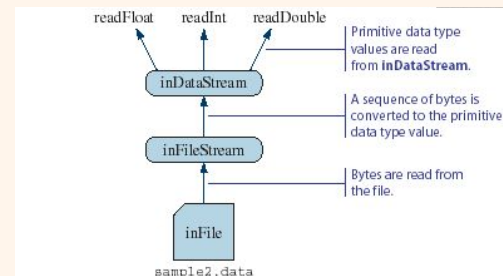 readFloat readInt readDouble
Primitive data type
values are read
from inDataStream.
inDataStream
A sequence of bytes is
converted to the primitive
data type value.
inFileStream
Bytes are read from
the file.
inFile
sample2.data